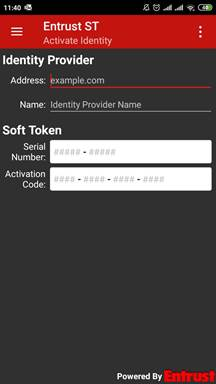 11:40
Entrust ST
Activate Identity
Identity Provider
Address: example.com
Name: Identity Provider Name
Soft Token
Serial
Number: ##### - #####
Activation
Code: #### - #### - #### - ####
Powered By Entrust